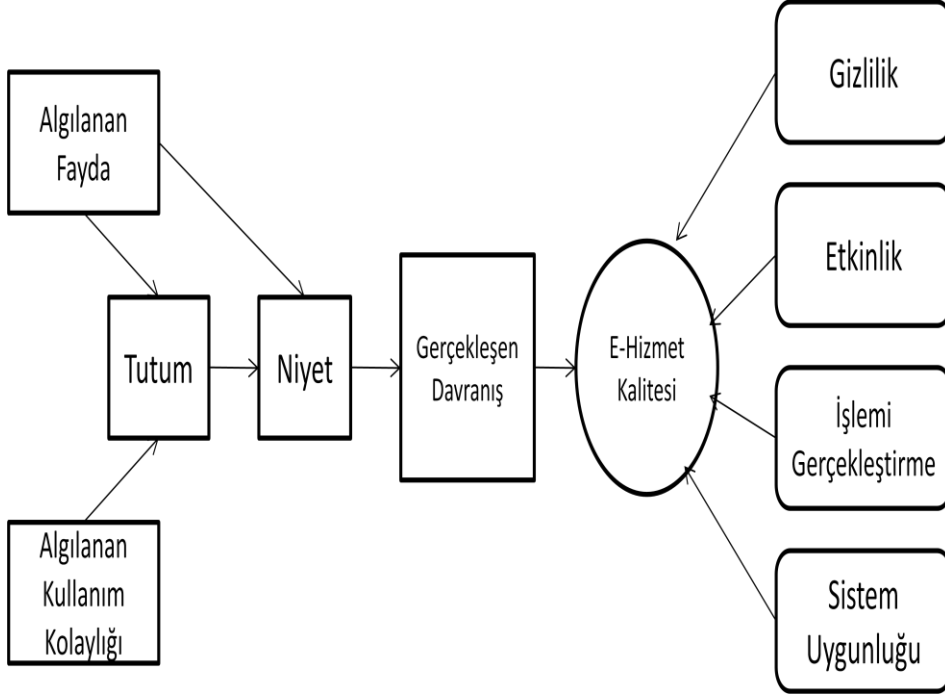 Algılanan
Fayda
Tutum
Algılanan
Kullanım
Kolaylığı
Niyet
Gerçekleşen
Davranış
E-Hizmet
Kalitesi
Gizlilik
Etkinlik
İşlemi
Gerçekleştirme
Sistem
Uygunluğu